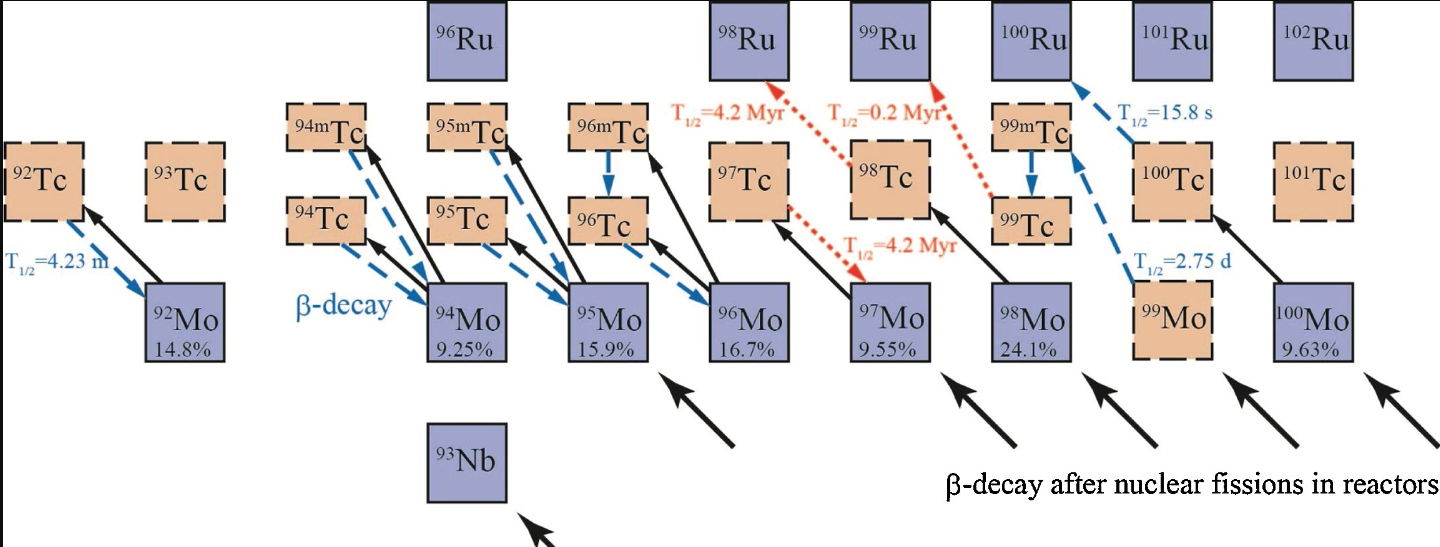 ⁹⁶Ru
⁹⁸Ru
⁹⁹Ru
¹⁰⁰Ru
¹⁰¹Ru
¹⁰²Ru
T₁/₂=4.2 Myr
T₁/₂=0.2 Myr
T₁/₂=15.8 s
⁹⁴ᵐTc
⁹⁵ᵐTc
⁹⁶ᵐTc
⁹⁹ᵐTc
⁹²Tc
⁹³Tc
⁹⁷Tc
⁹⁸Tc
¹⁰⁰Tc
¹⁰¹Tc
⁹⁴Tc
⁹⁵Tc
⁹⁶Tc
⁹⁹Tc
T₁/₂=4.23 m
T₁/₂=4.2 Myr
T₁/₂=2.75 d
β-decay
⁹²Mo
14.8%
⁹⁴Mo
9.25%
⁹⁵Mo
15.9%
⁹⁶Mo
16.7%
⁹⁷Mo
9.55%
⁹⁸Mo
24.1%
⁹⁹Mo
¹⁰⁰Mo
9.63%
⁹³Nb
β-decay after nuclear fissions in reactors